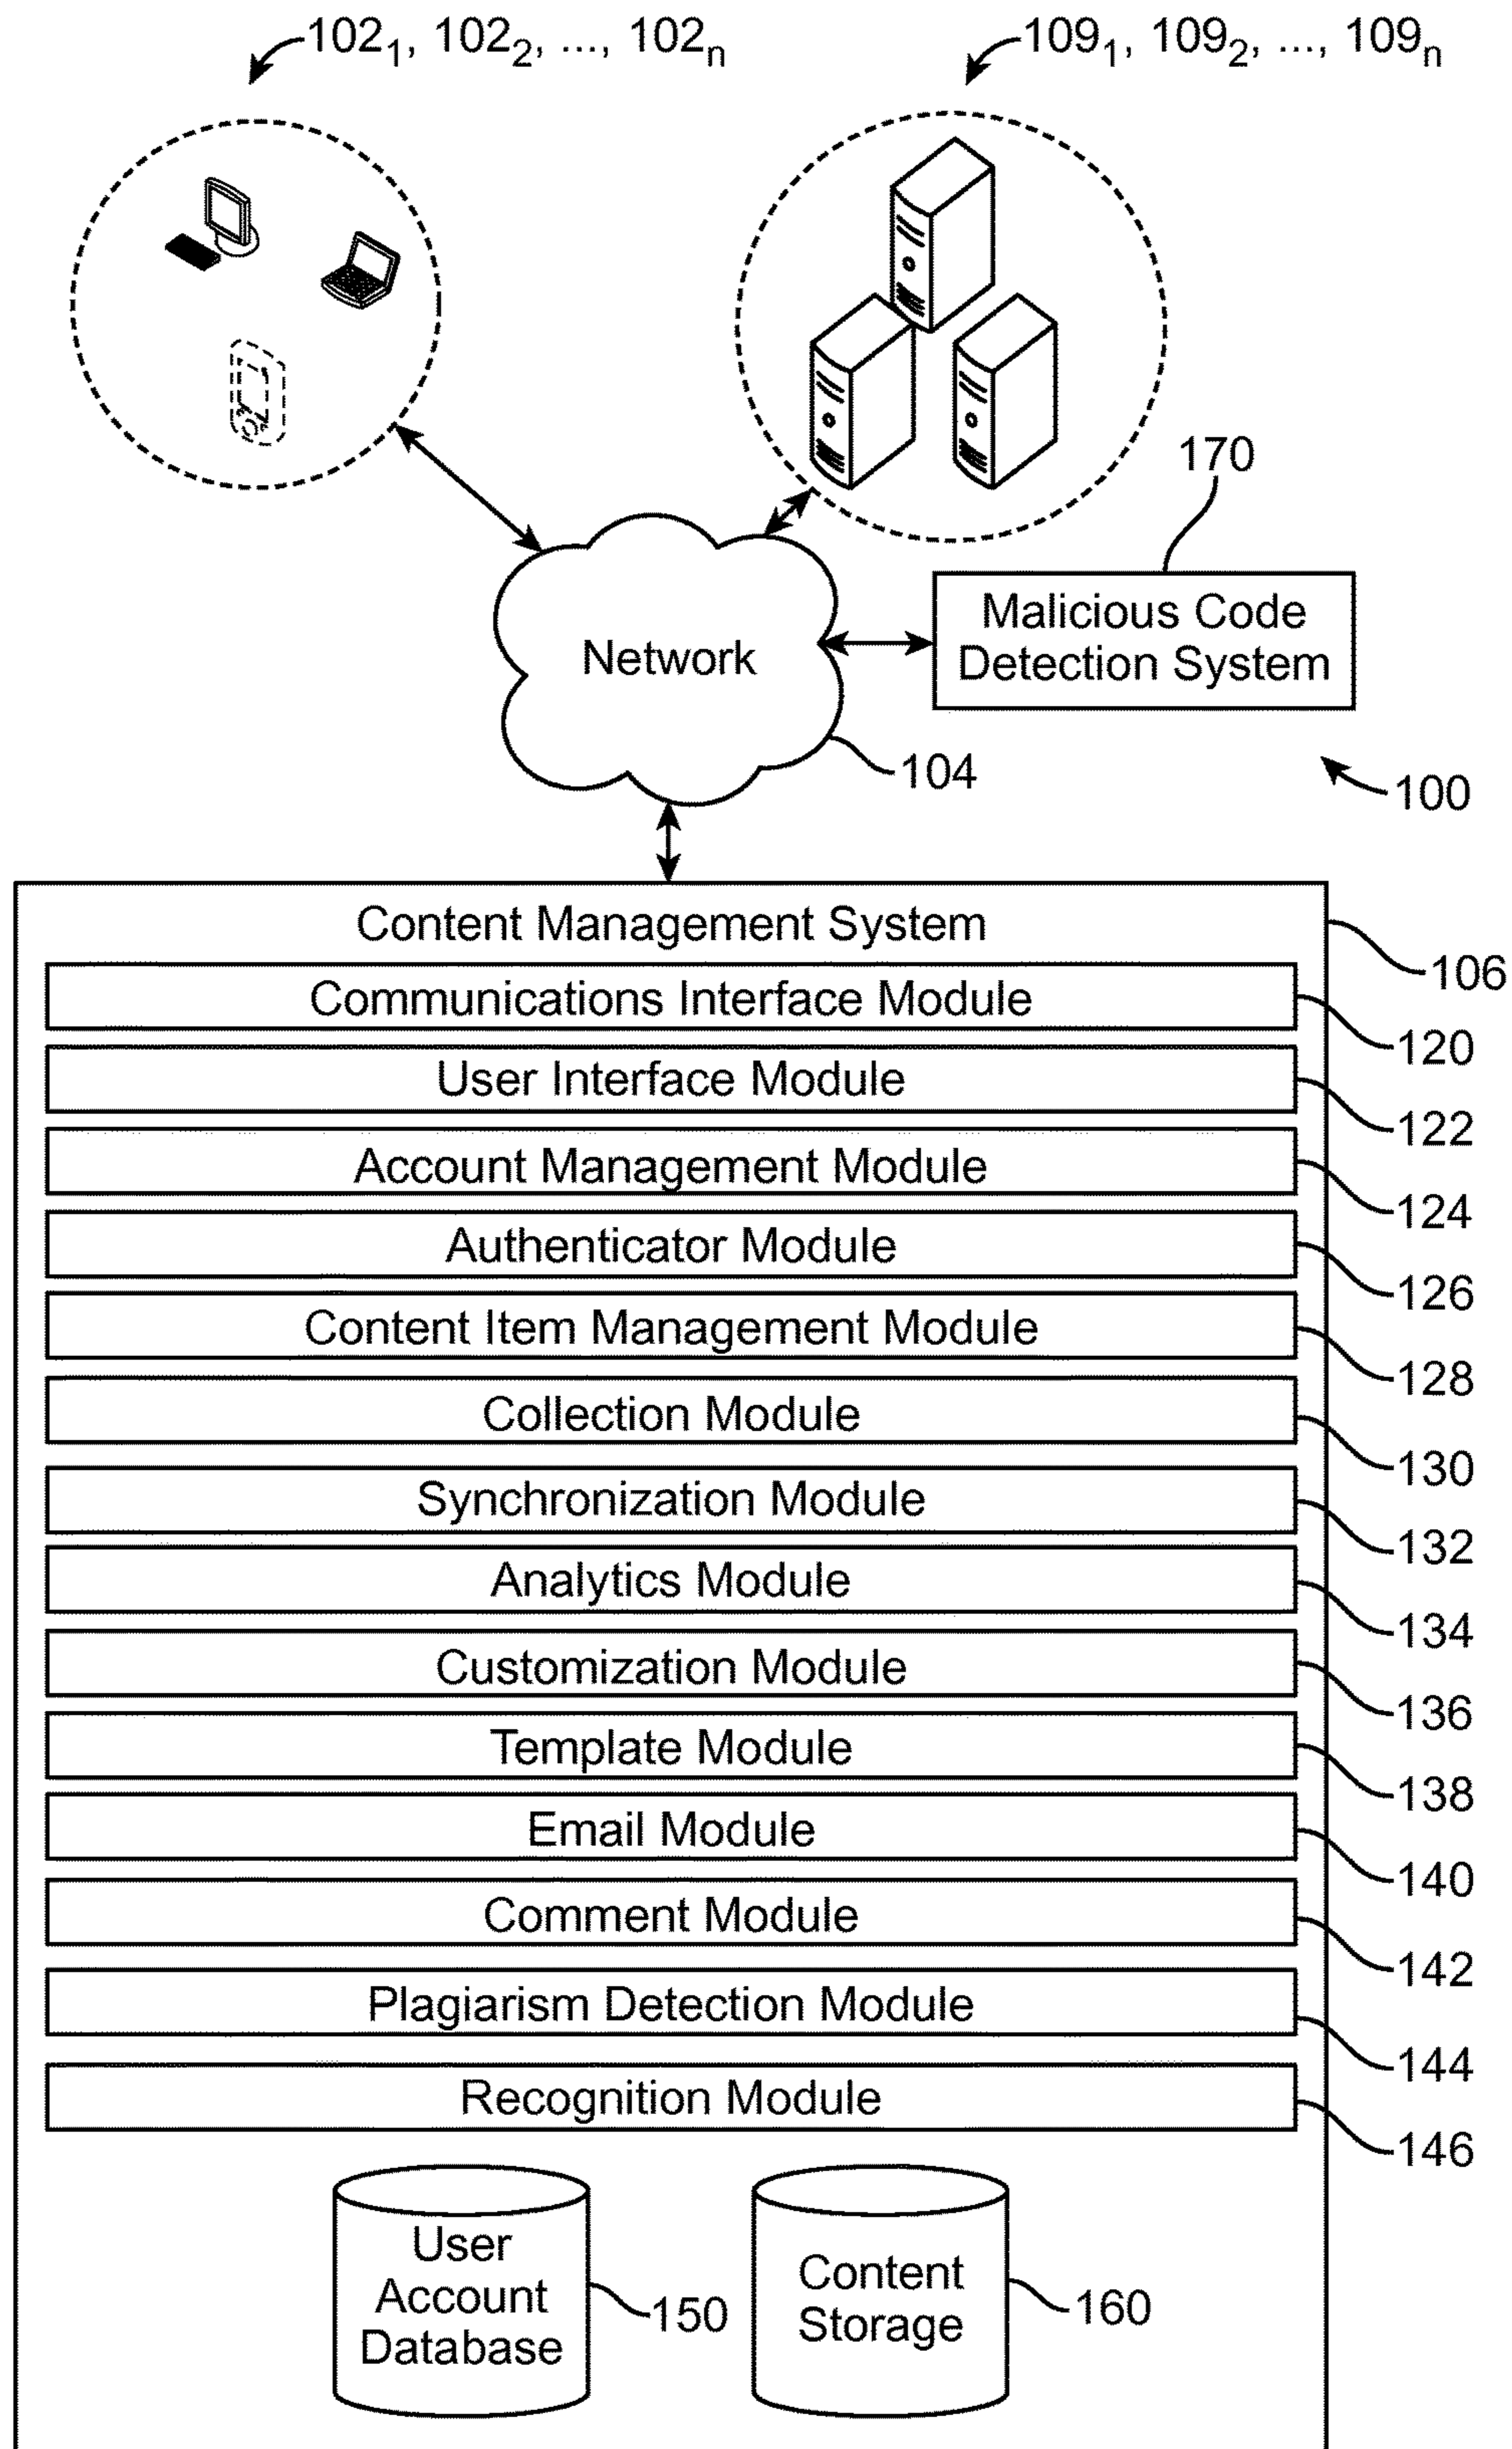 102₁, 102₂, ..., 102ₙ
109₁, 109₂, ..., 109ₙ
170
Malicious Code
Detection System
Network
104
100
Content Management System
106
Communications Interface Module
120
User Interface Module
122
Account Management Module
124
Authenticator Module
126
Content Item Management Module
128
Collection Module
130
Synchronization Module
132
Analytics Module
134
Customization Module
136
Template Module
138
Email Module
140
Comment Module
142
Plagiarism Detection Module
144
Recognition Module
146
User
Account
Database
150
Content
Storage
160